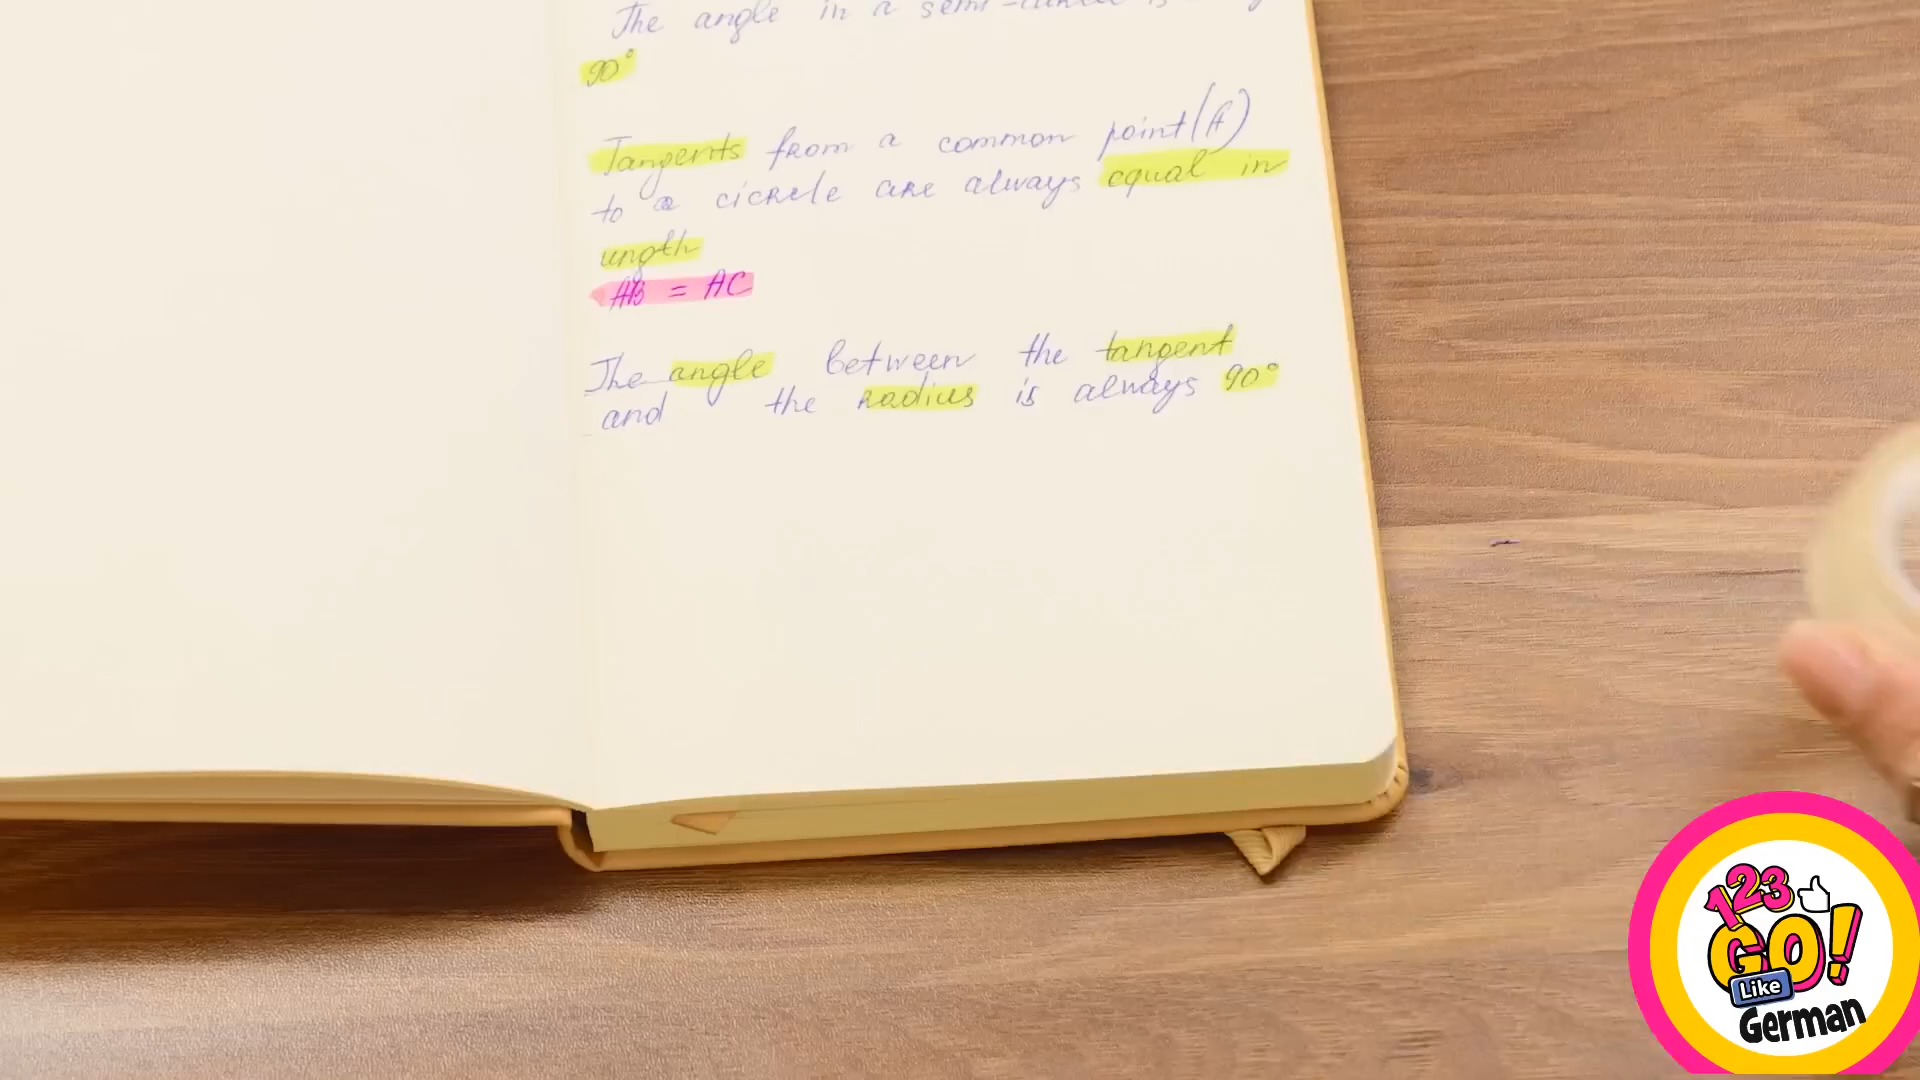 The angle in a semi-
90°
Tangents from a common point (A)
to a cicrcle are always equal in
length
AB = AC
The angle between the tangent
and the radius is always 90°
123
GO!
Like
German